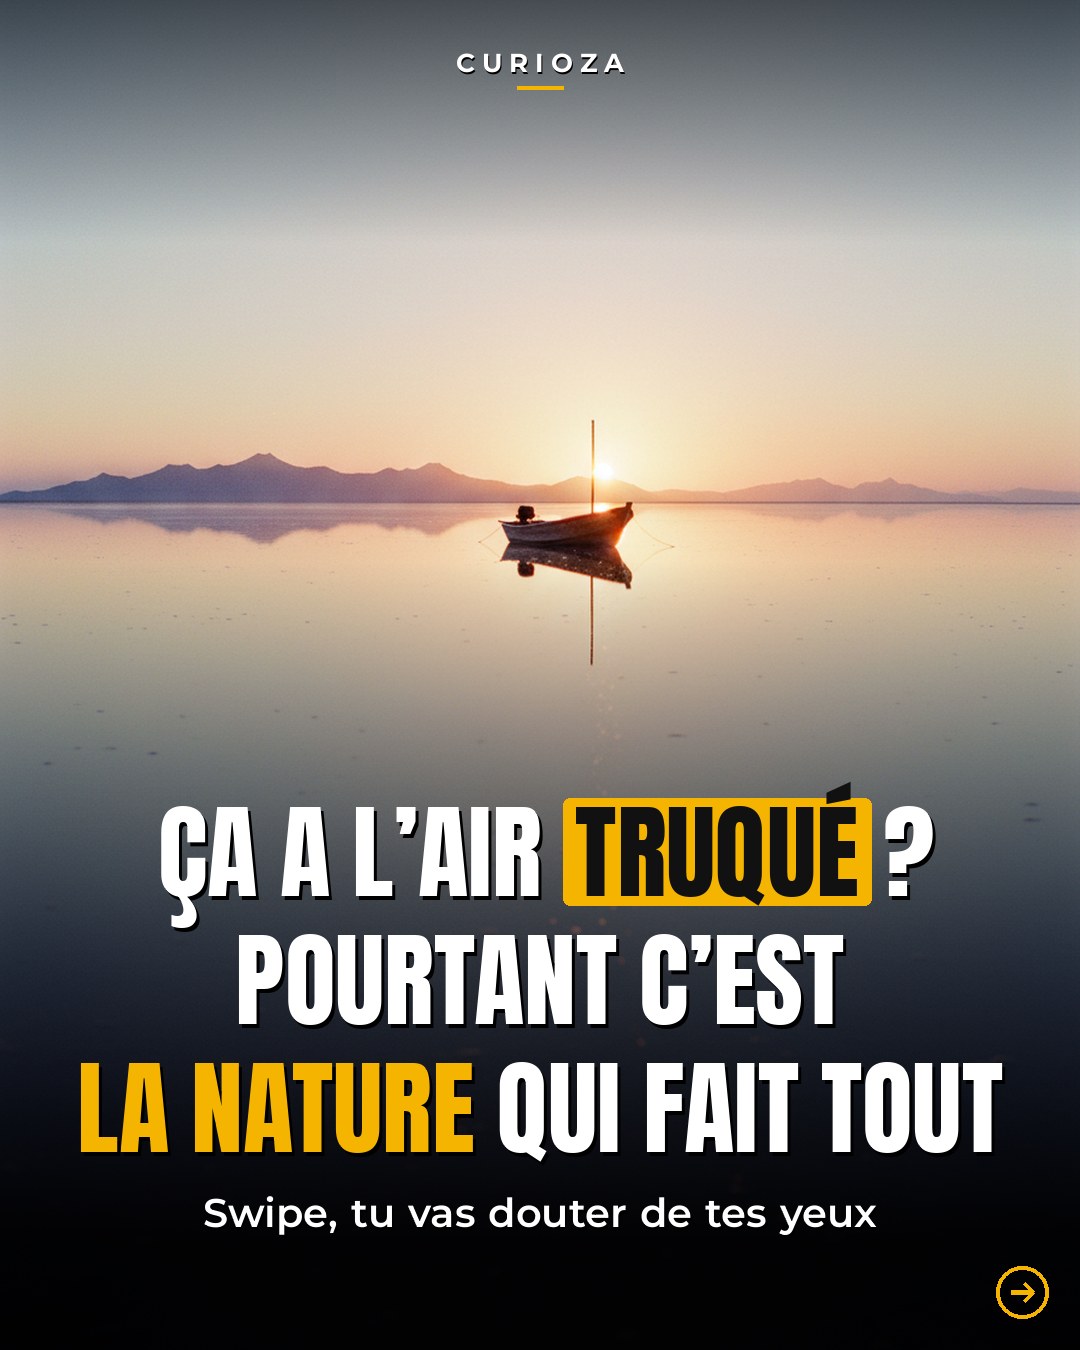 CURIOZA
ÇA A L’AIR TRUQUÉ ?
POURTANT C’EST
LA NATURE QUI FAIT TOUT
Swipe, tu vas douter de tes yeux